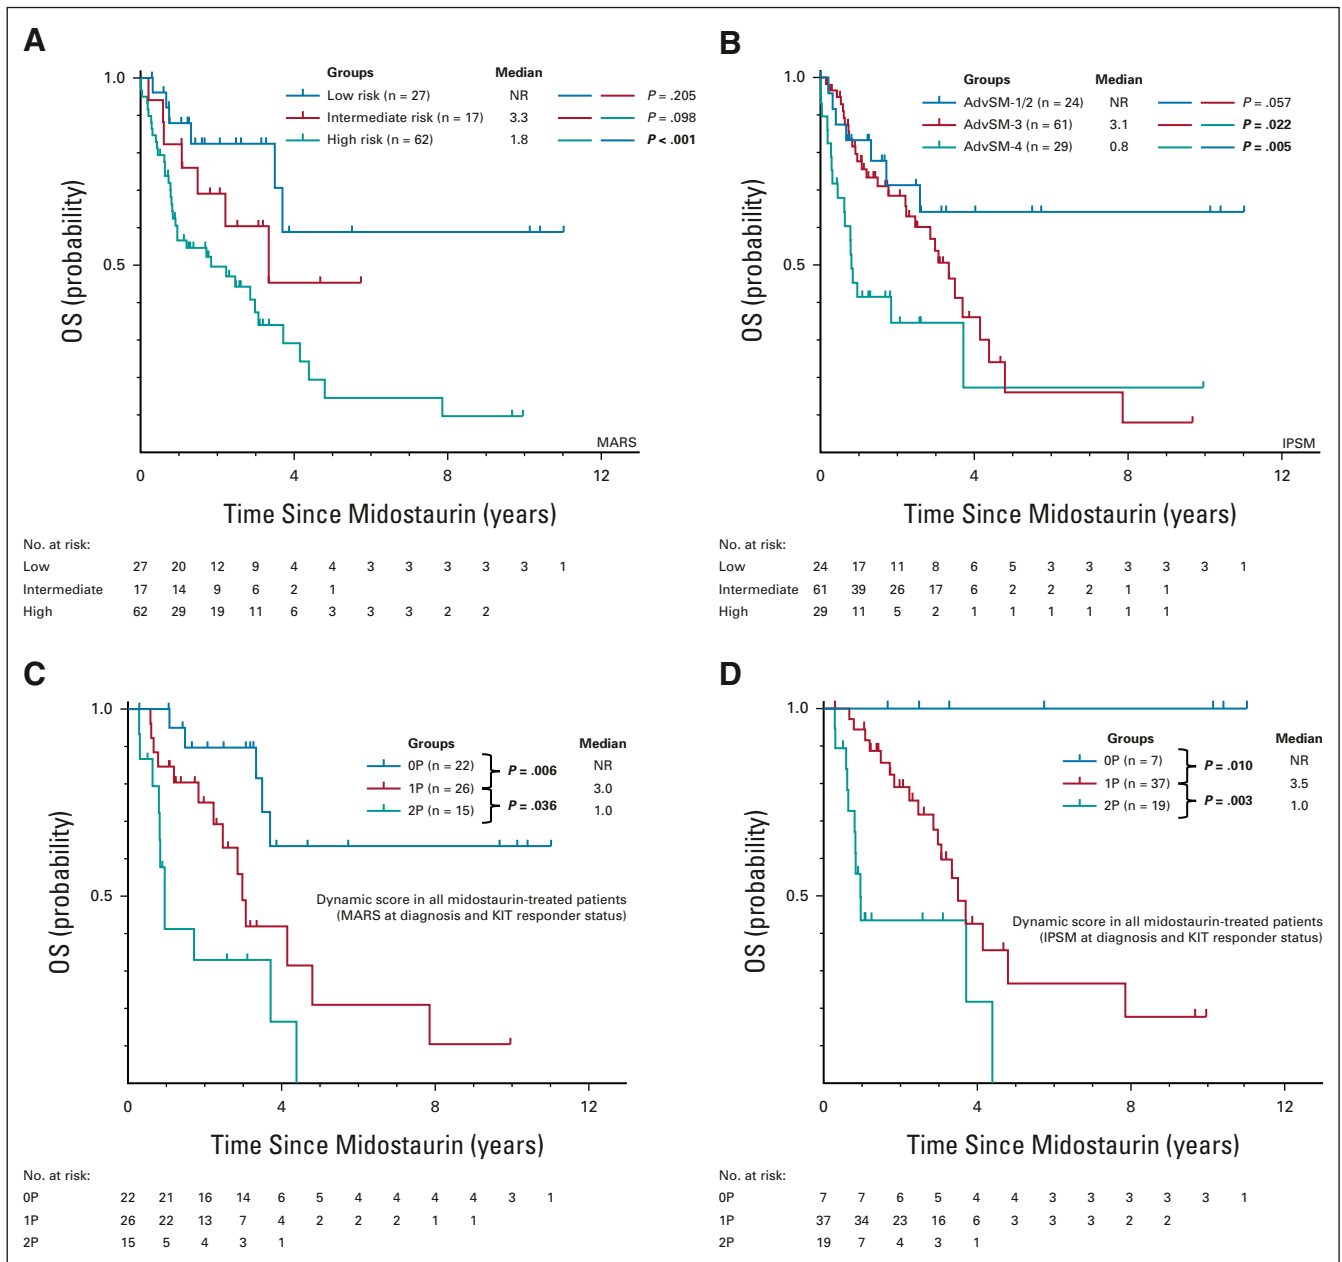 A
Groups Median
Low risk (n = 27) NR P = .205
Intermediate risk (n = 17) 3.3 P = .098
High risk (n = 62) 1.8 P < .001
1.0
0.5
OS (probability)
MARS
0 4 8 12
Time Since Midostaurin (years)
No. at risk:
Low 27 20 12 9 4 4 3 3 3 3 3 1
Intermediate 17 14 9 6 2 1
High 62 29 19 11 6 3 3 3 2 2
B
Groups Median
AdvSM-1/2 (n = 24) NR P = .057
AdvSM-3 (n = 61) 3.1 P = .022
AdvSM-4 (n = 29) 0.8 P = .005
1.0
0.5
OS (probability)
IPSM
0 4 8 12
Time Since Midostaurin (years)
No. at risk:
Low 24 17 11 8 6 5 3 3 3 3 3 1
Intermediate 61 39 26 17 6 2 2 2 1 1
High 29 11 5 2 1 1 1 1 1 1
C
Groups Median
0P (n = 22) NR
P = .006
1P (n = 26) 3.0
P = .036
2P (n = 15) 1.0
1.0
0.5
OS (probability)
Dynamic score in all midostaurin-treated patients
(MARS at diagnosis and KIT responder status)
0 4 8 12
Time Since Midostaurin (years)
No. at risk:
0P 22 21 16 14 6 5 4 4 4 4 3 1
1P 26 22 13 7 4 2 2 2 1 1
2P 15 5 4 3 1
D
Groups Median
0P (n = 7) NR
P = .010
1P (n = 37) 3.5
P = .003
2P (n = 19) 1.0
1.0
0.5
OS (probability)
Dynamic score in all midostaurin-treated patients
(IPSM at diagnosis and KIT responder status)
0 4 8 12
Time Since Midostaurin (years)
No. at risk:
0P 7 7 6 5 4 4 3 3 3 3 3 1
1P 37 34 23 16 6 3 3 3 2 2
2P 19 7 4 3 1